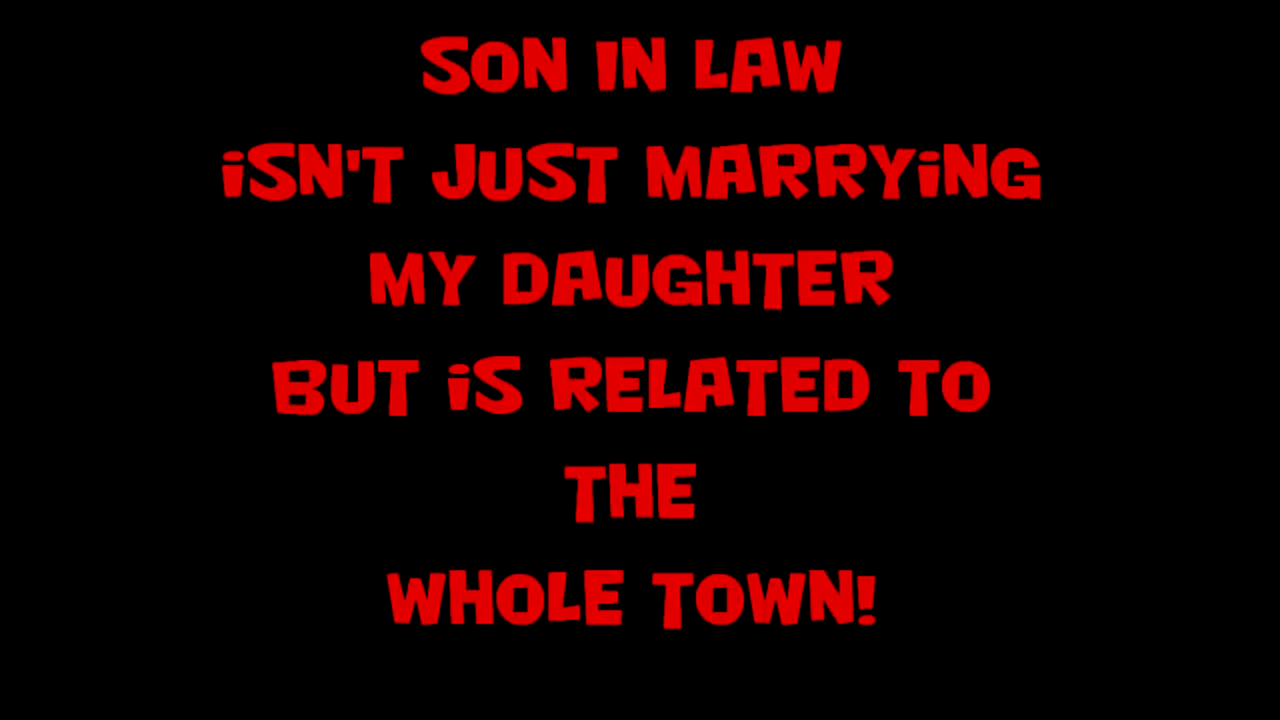 SON IN LAW
iSN'T JUST MARRYiNG
MY DAUGHTER
BUT iS RELATED TO
THE
WHOLE TOWN!